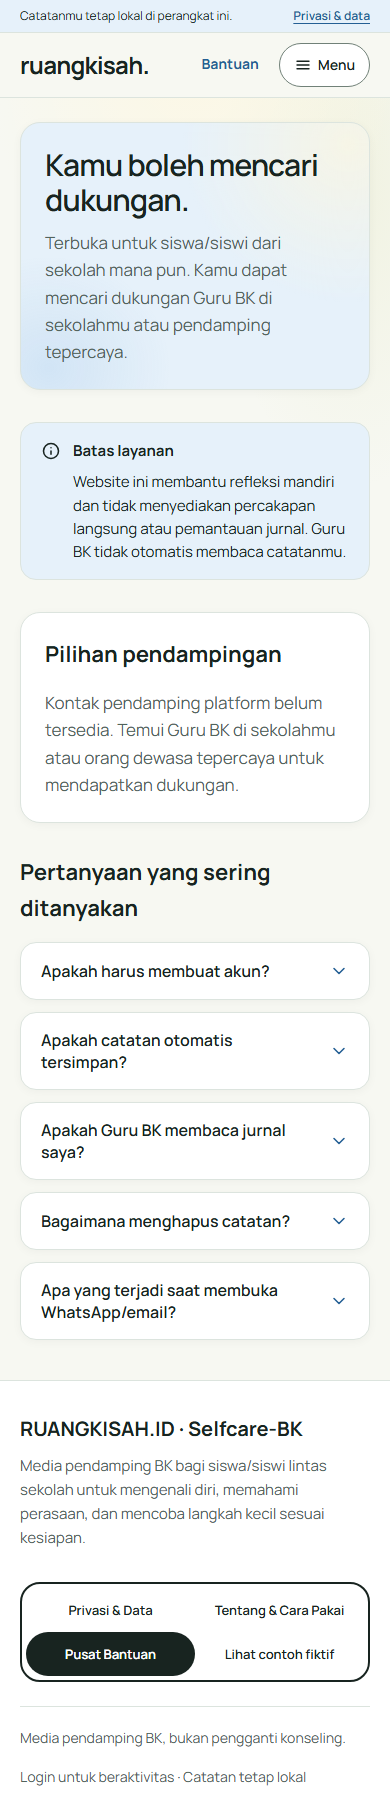 Catatanmu tetap lokal di perangkat ini. Privasi & data
ruangkisah. Bantuan Menu
Kamu boleh mencari
dukungan.
Terbuka untuk siswa/siswi dari
sekolah mana pun. Kamu dapat
mencari dukungan Guru BK di
sekolahmu atau pendamping
tepercaya.
Batas layanan
Website ini membantu refleksi mandiri
dan tidak menyediakan percakapan
langsung atau pemantauan jurnal. Guru
BK tidak otomatis membaca catatanmu.
Pilihan pendampingan
Kontak pendamping platform belum
tersedia. Temui Guru BK di sekolahmu
atau orang dewasa tepercaya untuk
mendapatkan dukungan.
Pertanyaan yang sering
ditanyakan
Apakah harus membuat akun?
Apakah catatan otomatis
tersimpan?
Apakah Guru BK membaca jurnal
saya?
Bagaimana menghapus catatan?
Apa yang terjadi saat membuka
WhatsApp/email?
RUANGKISAH.ID · Selfcare-BK
Media pendamping BK bagi siswa/siswi lintas
sekolah untuk mengenali diri, memahami
perasaan, dan mencoba langkah kecil sesuai
kesiapan.
Privasi & Data Tentang & Cara Pakai
Pusat Bantuan Lihat contoh fiktif
Media pendamping BK, bukan pengganti konseling.
Login untuk beraktivitas · Catatan tetap lokal